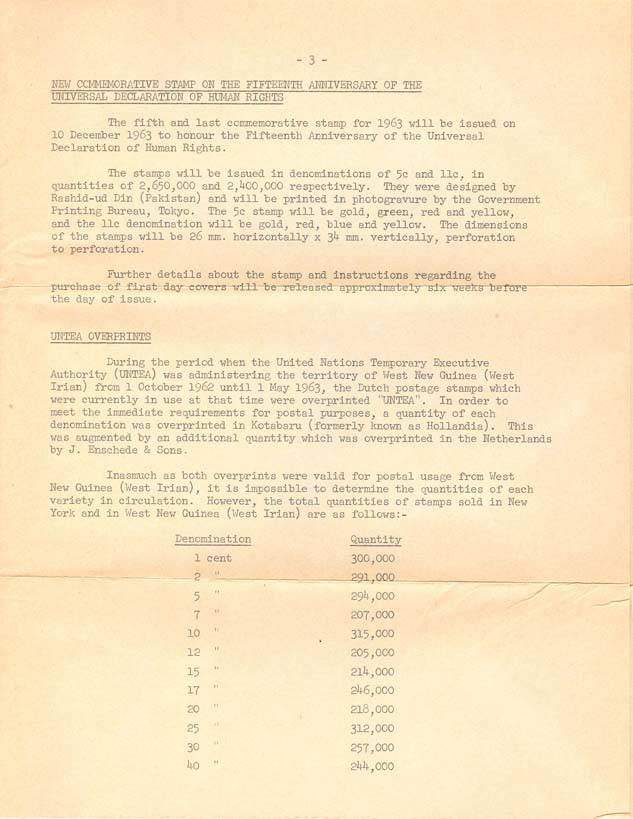 - 3 -
NEW COMMEMORATIVE STAMP ON THE FIFTEENTH ANNIVERSARY OF THE
UNIVERSAL DECLARATION OF HUMAN RIGHTS
The fifth and last commemorative stamp for 1963 will be issued on
10 December 1963 to honour the Fifteenth Anniversary of the Universal
Declaration of Human Rights.
The stamps will be issued in denominations of 5c and llc, in
quantities of 2,650,000 and 2,400,000 respectively. They were designed by
Rashid-ud Din (Pakistan) and will be printed in photogravure by the Government
Printing Bureau, Tokyo. The 5c stamp will be gold, green, red and yellow,
and the llc denomination will be gold, red, blue and yellow. The dimensions
of the stamps will be 26 mm. horizontally x 34 mm. vertically, perforation
to perforation.
Further details about the stamp and instructions regarding the
purchase of first day covers will be released approximately six weeks before
the day of issue.
UNTEA OVERPRINTS
During the period when the United Nations Temporary Executive
Authority (UNTEA) was administering the territory of West New Guinea (West
Irian) from 1 October 1962 until 1 May 1963, the Dutch postage stamps which
were currently in use at that time were overprinted "UNTEA". In order to
meet the immediate requirements for postal purposes, a quantity of each
denomination was overprinted in Kotabaru (formerly known as Hollandia). This
was augmented by an additional quantity which was overprinted in the Netherlands
by J. Enschede & Sons.
Inasmuch as both overprints were valid for postal usage from West
New Guinea (West Irian), it is impossible to determine the quantities of each
variety in circulation. However, the total quantities of stamps sold in New
York and in West New Guinea (West Irian) are as follows:-
Denomination Quantity
1 cent 300,000
2 " 291,000
5 " 294,000
7 " 207,000
10 " 315,000
12 " 205,000
15 " 214,000
17 " 246,000
20 " 218,000
25 " 312,000
30 " 257,000
40 " 244,000